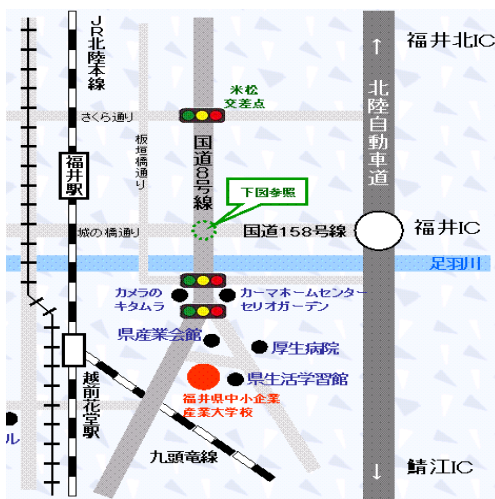 JR北陸本線
福井北IC
↑
米松
交差点
さくら通り
板垣橋通り
国道8号線
北陸自動車道
福井駅
下図参照
城の橋通り
国道158号線
福井IC
足羽川
カメラの
キタムラ
カーマホームセンター
セリオガーデン
県産業会館
厚生病院
県生活学習館
福井県中小企業
産業大学校
越前花堂駅
ル
九頭竜線
鯖江IC
↓